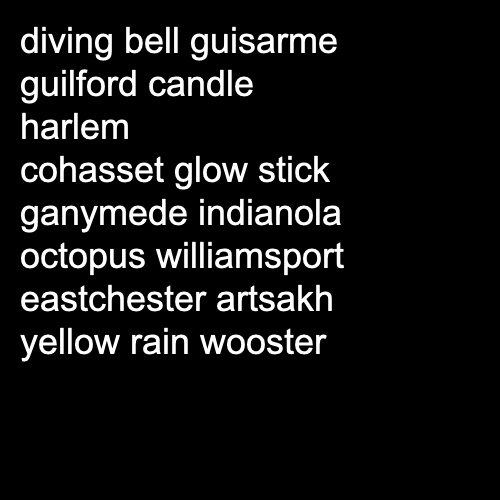 diving bell guisarme
guilford candle
harlem
cohasset glow stick
ganymede indianola
octopus williamsport
eastchester artsakh
yellow rain wooster